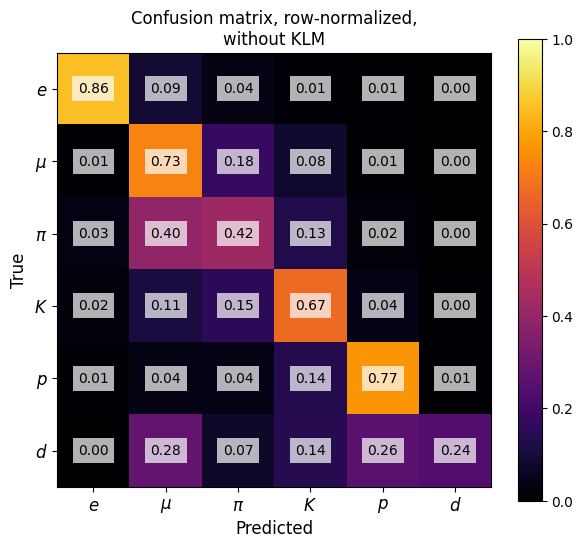 Confusion matrix, row-normalized,
without KLM
True
e 0.86 0.09 0.04 0.01 0.01 0.00
μ 0.01 0.73 0.18 0.08 0.01 0.00
π 0.03 0.40 0.42 0.13 0.02 0.00
K 0.02 0.11 0.15 0.67 0.04 0.00
p 0.01 0.04 0.04 0.14 0.77 0.01
d 0.00 0.28 0.07 0.14 0.26 0.24
e μ π K p d
Predicted
1.0
0.8
0.6
0.4
0.2
0.0